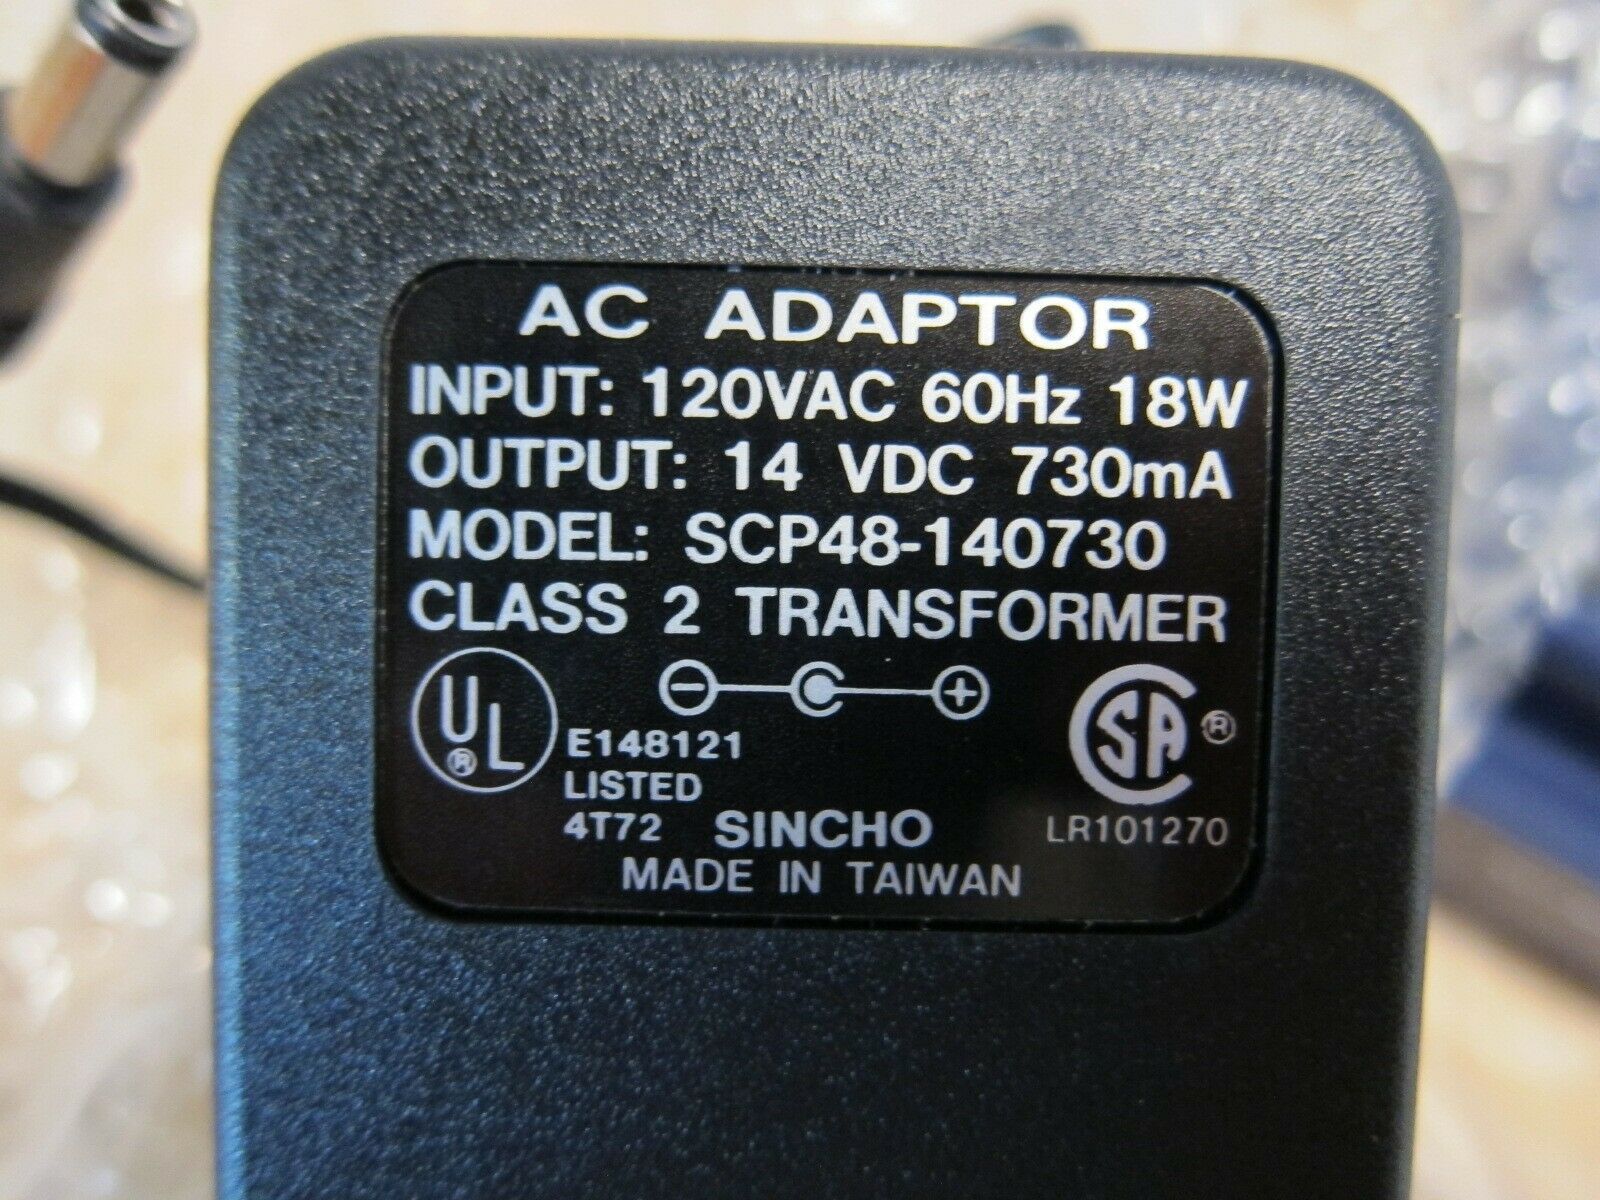 AC ADAPTOR
INPUT: 120VAC 60Hz 18W
OUTPUT: 14 VDC 730mA
MODEL: SCP48-140730
CLASS 2 TRANSFORMER
UL® E148121
LISTED
4T72 SINCHO
MADE IN TAIWAN
CSA®
LR101270